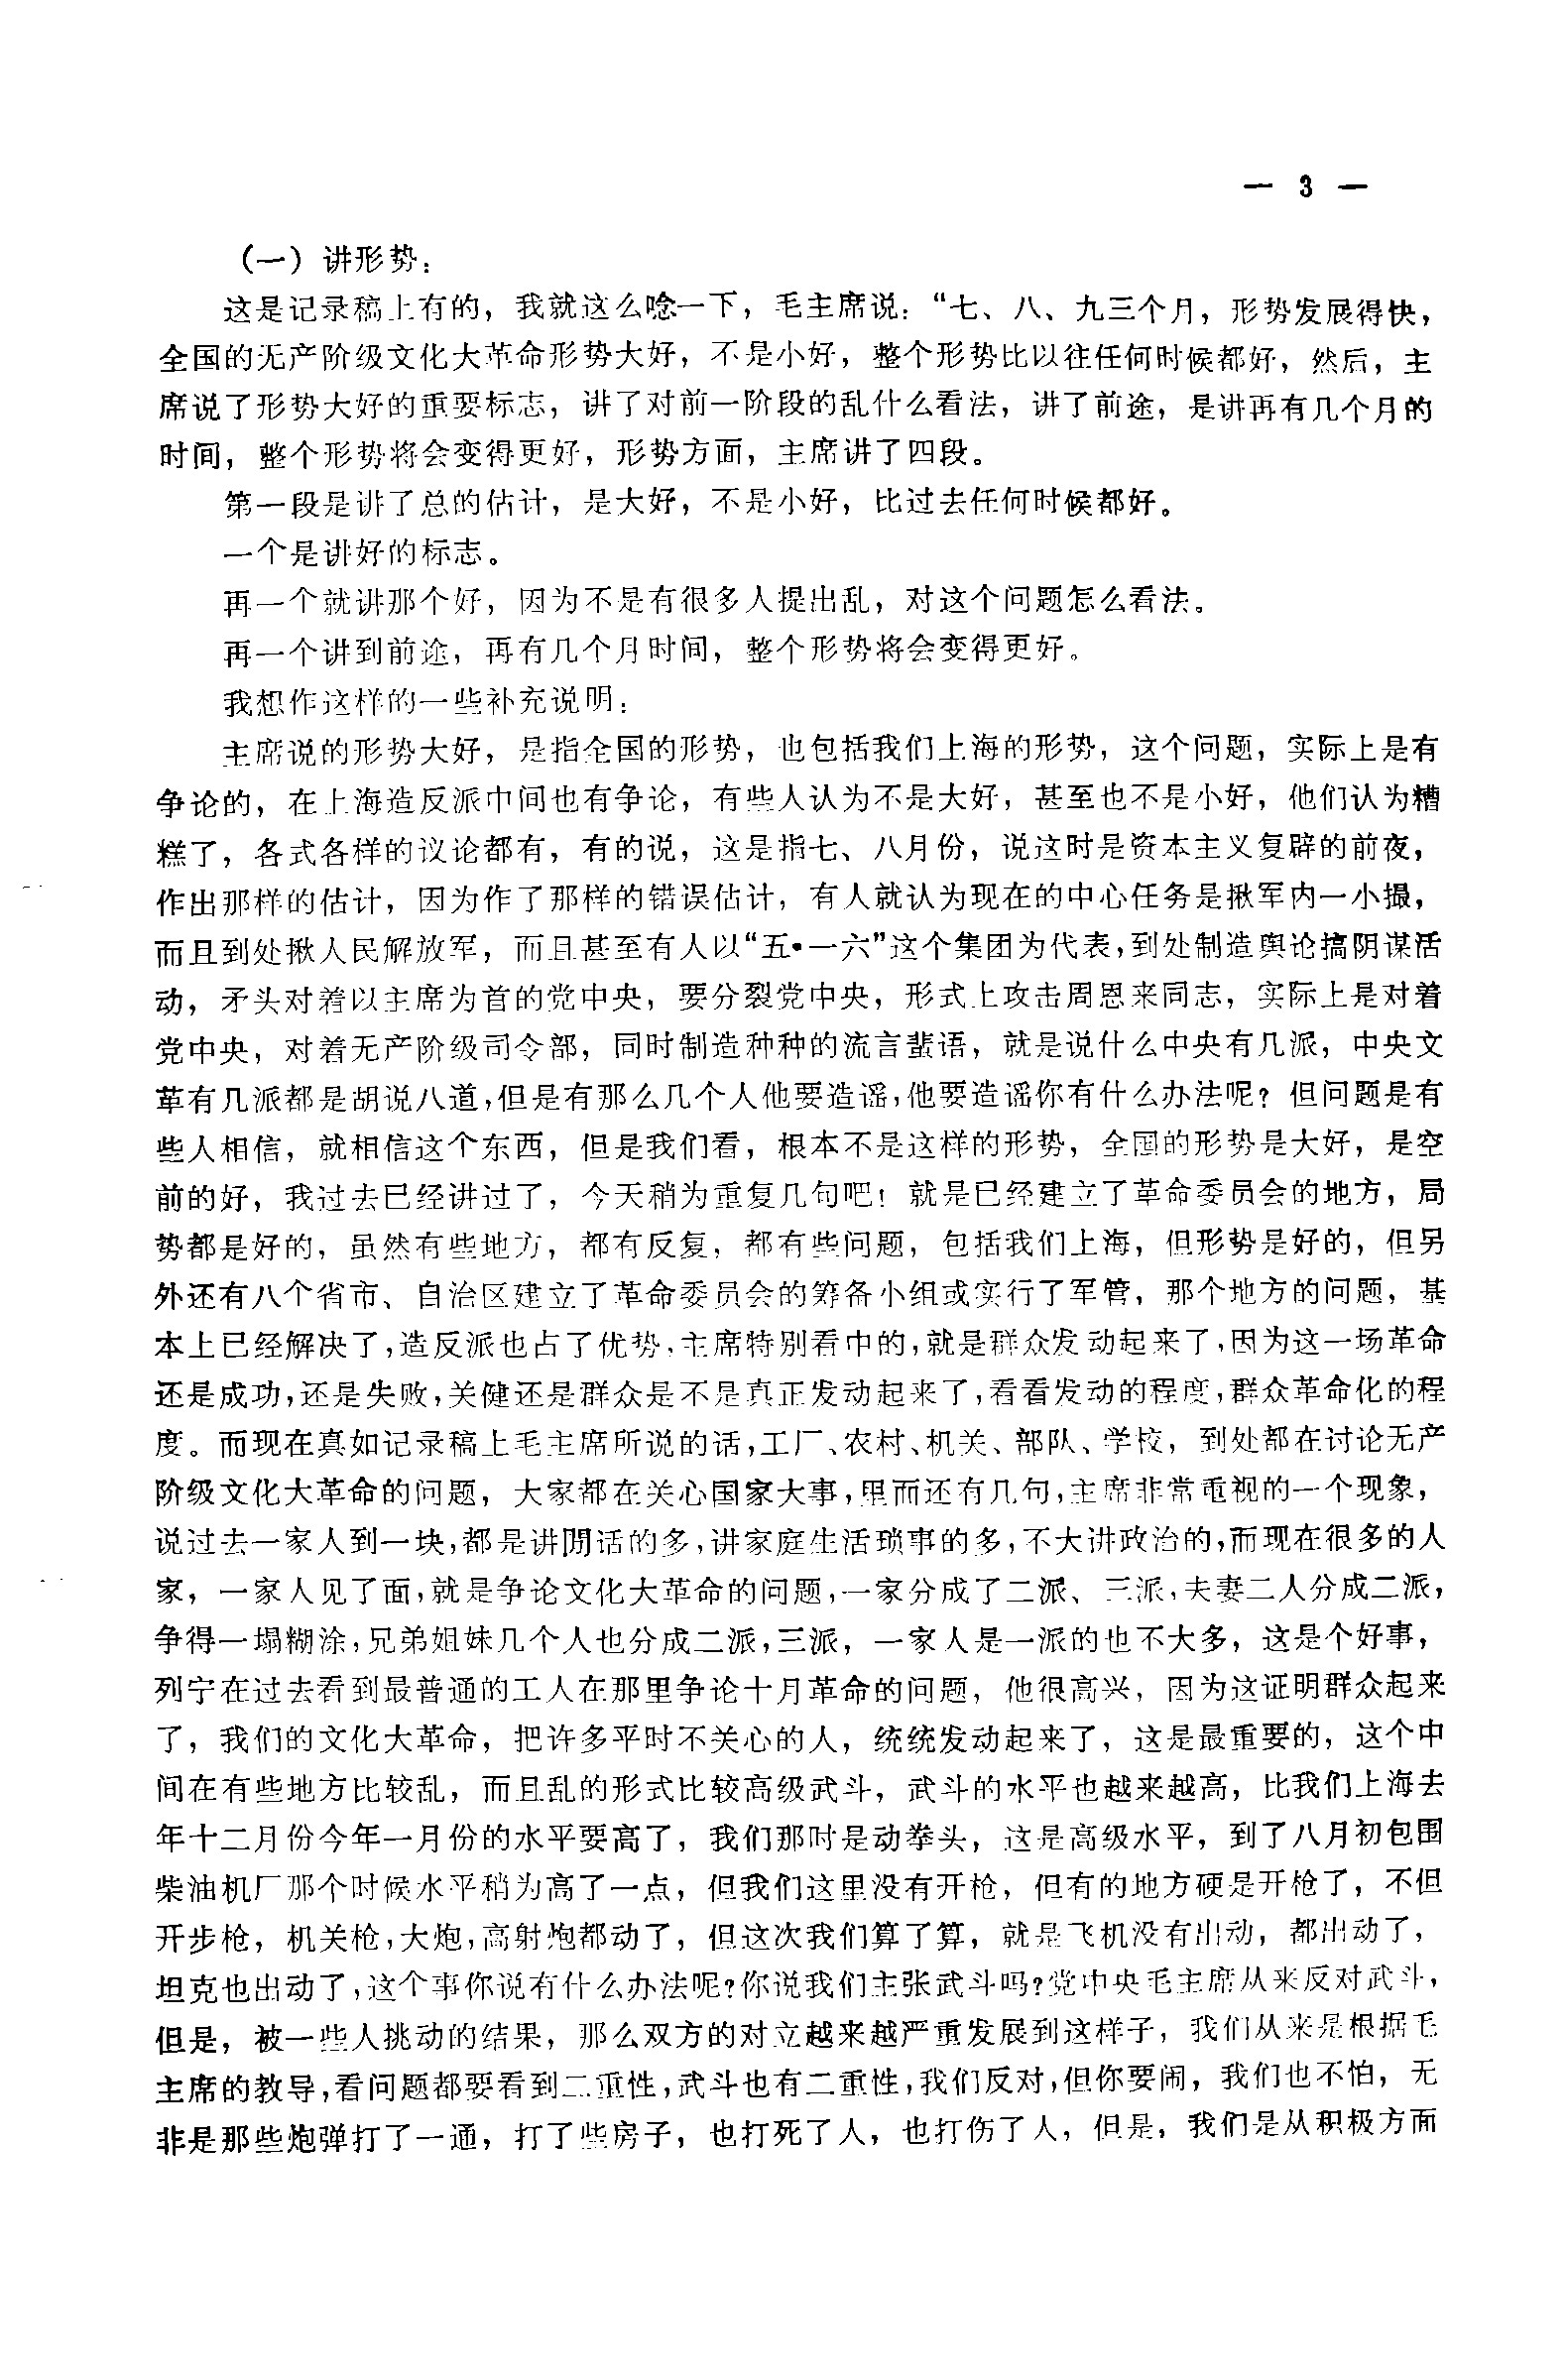 — 3 —
（一）讲形势：
这是记录稿上有的，我就这么唸一下，毛主席说：“七、八、九三个月，形势发展得快，
全国的无产阶级文化大革命形势大好，不是小好，整个形势比以往任何时候都好，然后，主
席说了形势大好的重要标志，讲了对前一阶段的乱什么看法，讲了前途，是讲再有几个月的
时间，整个形势将会变得更好，形势方面，主席讲了四段。
第一段是讲了总的估计，是大好，不是小好，比过去任何时候都好。
一个是讲好的标志。
再一个就讲那个好，因为不是有很多人提出乱，对这个问题怎么看法。
再一个讲到前途，再有几个月时间，整个形势将会变得更好。
我想作这样的一些补充说明：
主席说的形势大好，是指全国的形势，也包括我们上海的形势，这个问题，实际上是有
争论的，在上海造反派中间也有争论，有些人认为不是大好，甚至也不是小好，他们认为糟
糕了，各式各样的议论都有，有的说，这是指七、八月份，说这时是资本主义复辟的前夜，
作出那样的估计，因为作了那样的错误估计，有人就认为现在的中心任务是揪军内一小撮，
而且到处揪人民解放军，而且甚至有人以“五·一六”这个集团为代表，到处制造舆论搞阴谋活
动，矛头对着以主席为首的党中央，要分裂党中央，形式上攻击周恩来同志，实际上是对着
党中央，对着无产阶级司令部，同时制造种种的流言蜚语，就是说什么中央有几派，中央文
革有几派都是胡说八道，但是有那么几个人他要造谣，他要造谣你有什么办法呢？但问题是有
些人相信，就相信这个东西，但是我们看，根本不是这样的形势，全国的形势是大好，是空
前的好，我过去已经讲过了，今天稍为重复几句吧！就是已经建立了革命委员会的地方，局
势都是好的，虽然有些地方，都有反复，都有些问题，包括我们上海，但形势是好的，但另
外还有八个省市、自治区建立了革命委员会的筹备小组或实行了军管，那个地方的问题，基
本上已经解决了，造反派也占了优势，主席特别看中的，就是群众发动起来了，因为这一场革命
还是成功，还是失败，关健还是群众是不是真正发动起来了，看看发动的程度，群众革命化的程
度。而现在真如记录稿上毛主席所说的话，工厂、农村、机关、部队、学校，到处都在讨论无产
阶级文化大革命的问题，大家都在关心国家大事，里而还有几句，主席非常重视的一个现象，
说过去一家人到一块，都是讲閒话的多，讲家庭生活琐事的多，不大讲政治的，而现在很多的人
家，一家人见了面，就是争论文化大革命的问题，一家分成了二派、三派，夫妻二人分成二派，
争得一塌糊涂，兄弟姐妹几个人也分成二派，三派，一家人是一派的也不大多，这是个好事，
列宁在过去看到最普通的工人在那里争论十月革命的问题，他很高兴，因为这证明群众起来
了，我们的文化大革命，把许多平时不关心的人，统统发动起来了，这是最重要的，这个中
间在有些地方比较乱，而且乱的形式比较高级武斗，武斗的水平也越来越高，比我们上海去
年十二月份今年一月份的水平要高了，我们那时是动拳头，这是高级水平，到了八月初包围
柴油机厂那个时候水平稍为高了一点，但我们这里没有开枪，但有的地方硬是开枪了，不但
开步枪，机关枪，大炮，高射炮都动了，但这次我们算了算，就是飞机没有出动，都出动了，
坦克也出动了，这个事你说有什么办法呢？你说我们主张武斗吗？党中央毛主席从来反对武斗，
但是，被一些人挑动的结果，那么双方的对立越来越严重发展到这样子，我们从来是根据毛
主席的教导，看问题都要看到二重性，武斗也有二重性，我们反对，但你要闹，我们也不怕，无
非是那些炮弹打了一通，打了些房子，也打死了人，也打伤了人，但是，我们是从积极方面